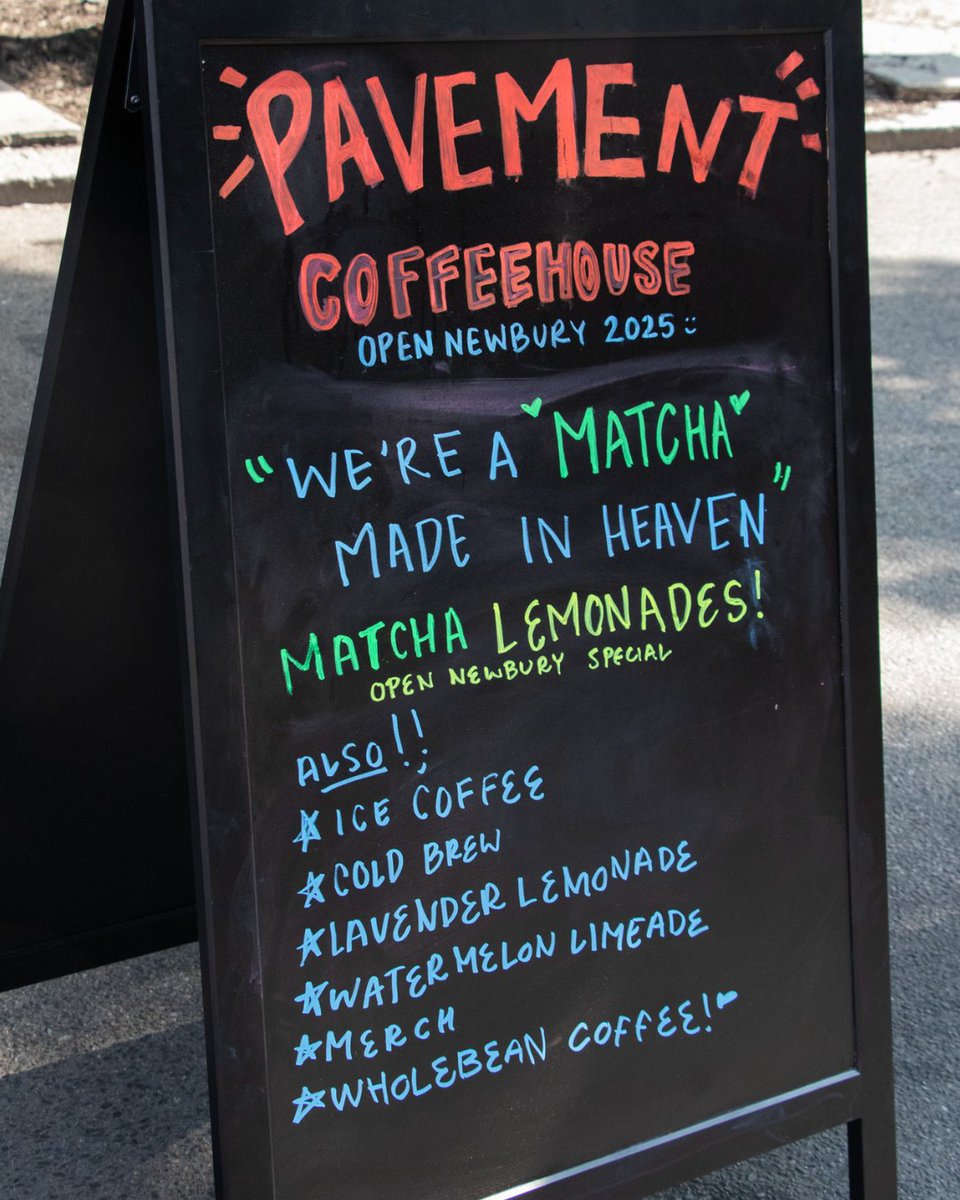 PAVEMENT
COFFEEHOUSE
OPEN NEWBURY 2025 :)
"WE'RE A "MATCHA"
MADE IN HEAVEN"
MATCHA LEMONADES!
OPEN NEWBURY SPECIAL
ALSO!!
☆ICE COFFEE
☆COLD BREW
☆LAVENDER LEMONADE
☆WATERMELON LIMEADE
☆MERCH
☆WHOLEBEAN COFFEE!